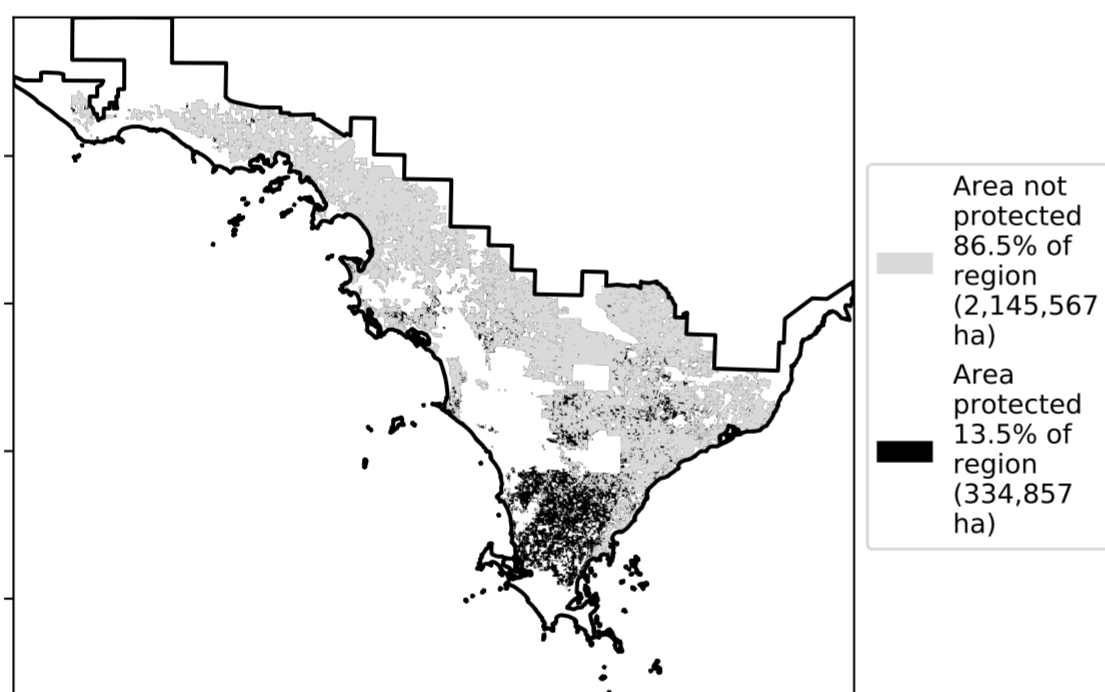 Area not
protected
86.5% of
region
(2,145,567
ha)
Area
protected
13.5% of
region
(334,857
ha)